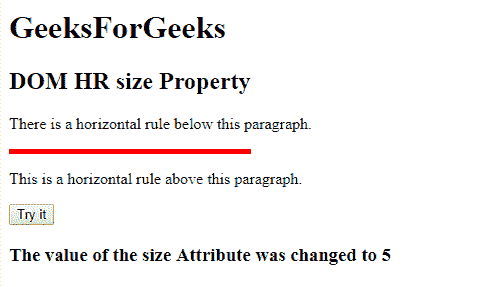 GeeksForGeeks
DOM HR size Property
There is a horizontal rule below this paragraph.
This is a horizontal rule above this paragraph.
Try it
The value of the size Attribute was changed to 5